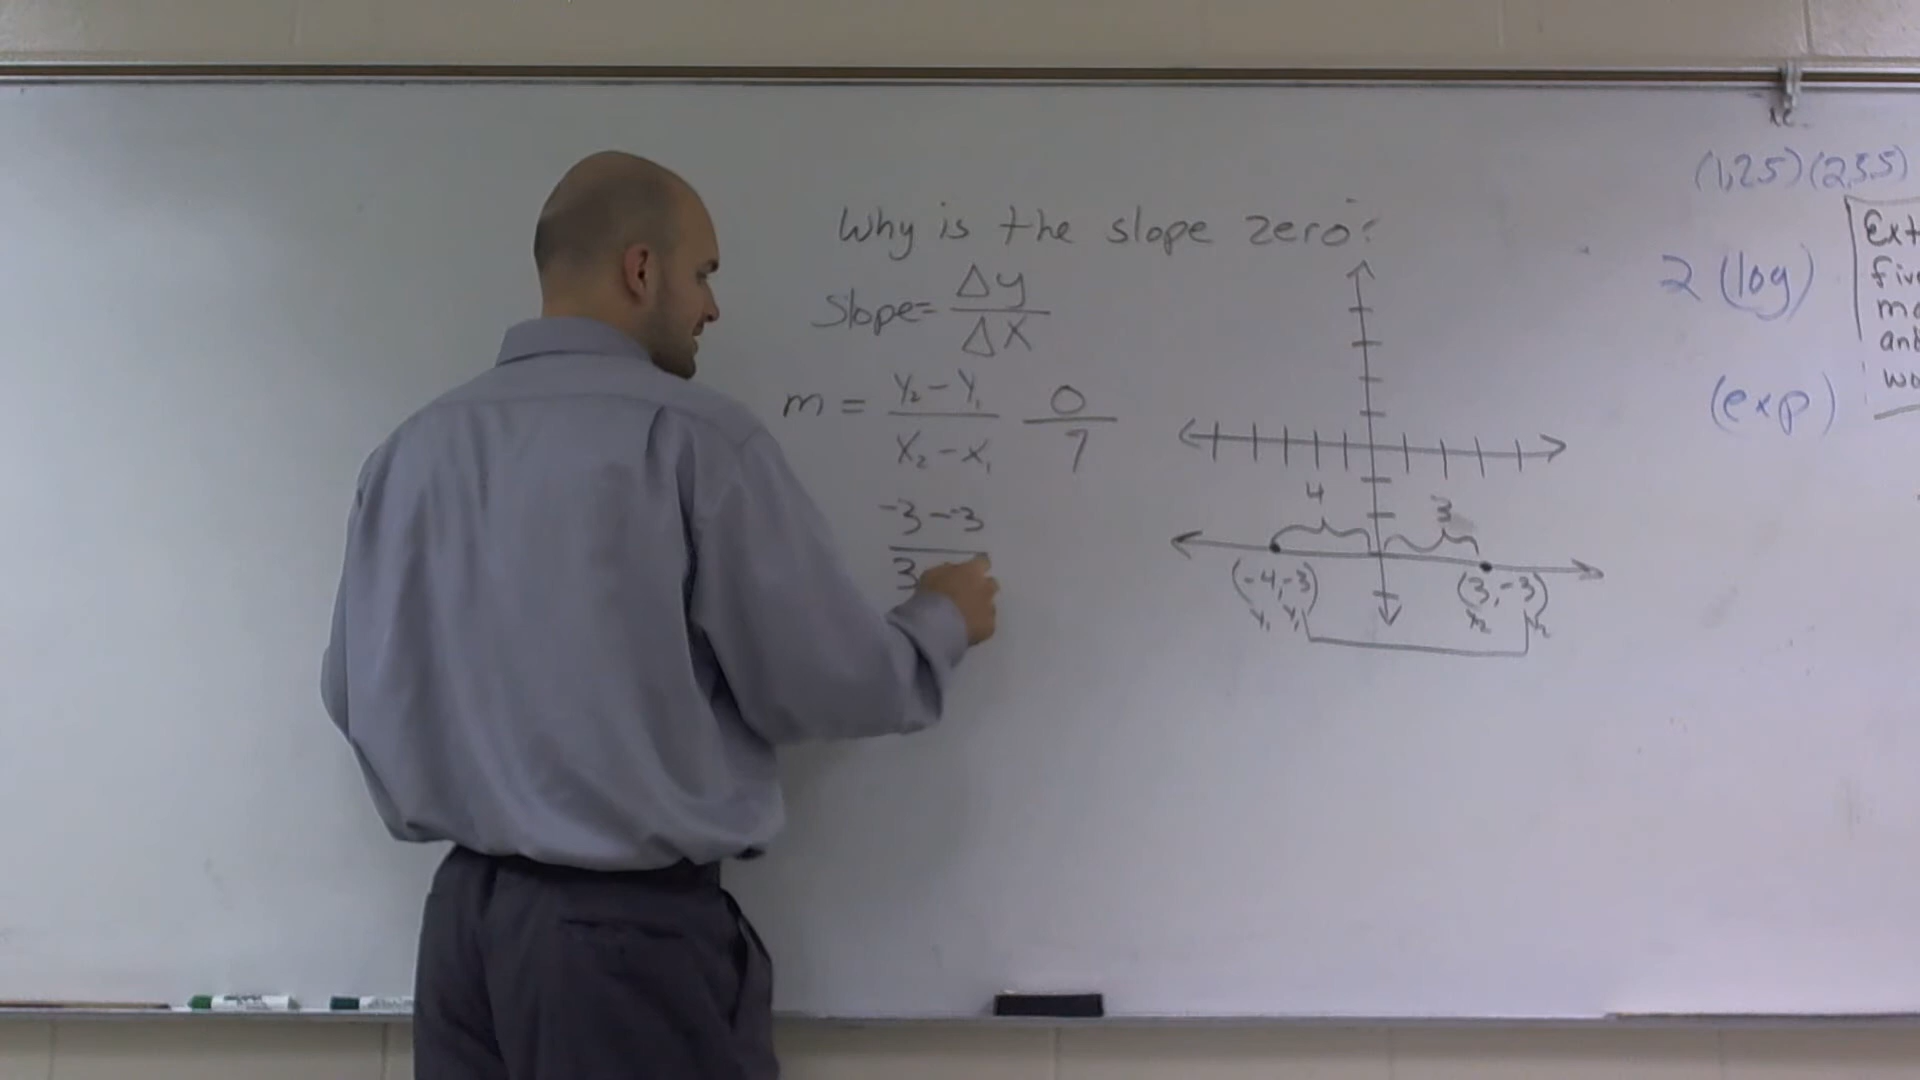 Why is the slope zero?
Slope = Δy / Δx
m = y₂ - y₁ / x₂ - x₁ 0 / 7
-3 - -3
3
4
3
(-4, -3)
(3, -3)
x₁ y₁
x₂ y₂
(1,25) (2,35)
2 (log)
(exp)